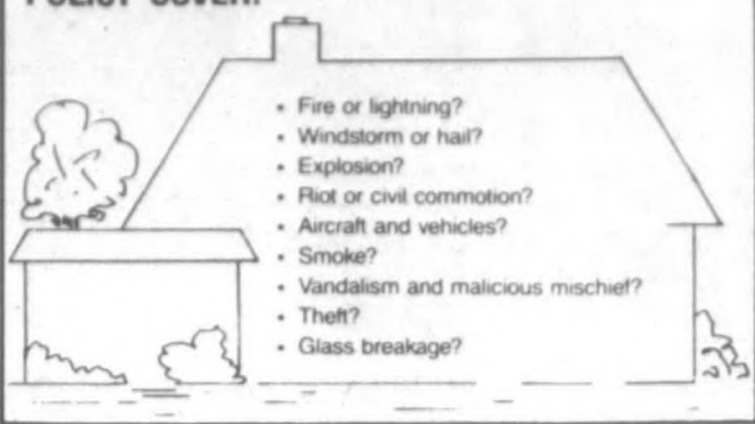 POLICY COVER:
• Fire or lightning?
• Windstorm or hail?
• Explosion?
• Riot or civil commotion?
• Aircraft and vehicles?
• Smoke?
• Vandalism and malicious mischief?
• Theft?
• Glass breakage?